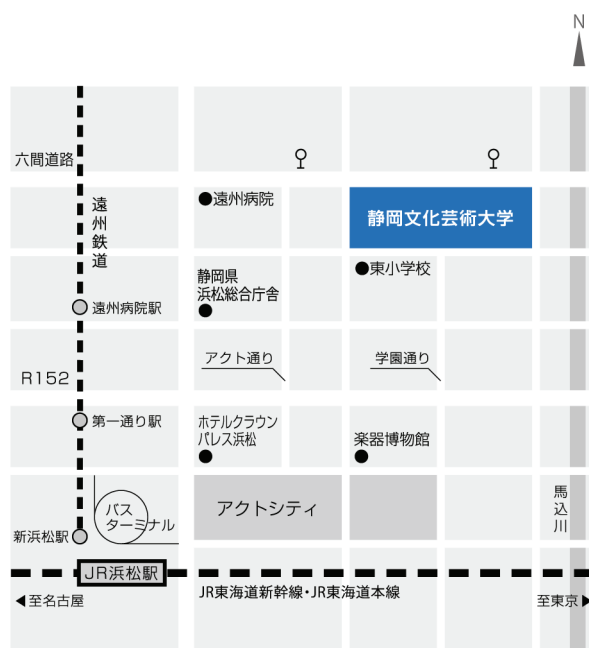 N
六間道路
遠州鉄道
遠州病院
静岡文化芸術大学
静岡県
浜松総合庁舎
東小学校
遠州病院駅
アクト通り
学園通り
R152
第一通り駅
ホテルクラウン
パレス浜松
楽器博物館
バス
ターミナル
アクトシティ
馬込川
新浜松駅
JR浜松駅
JR東海道新幹線・JR東海道本線
◀至名古屋
至東京▶